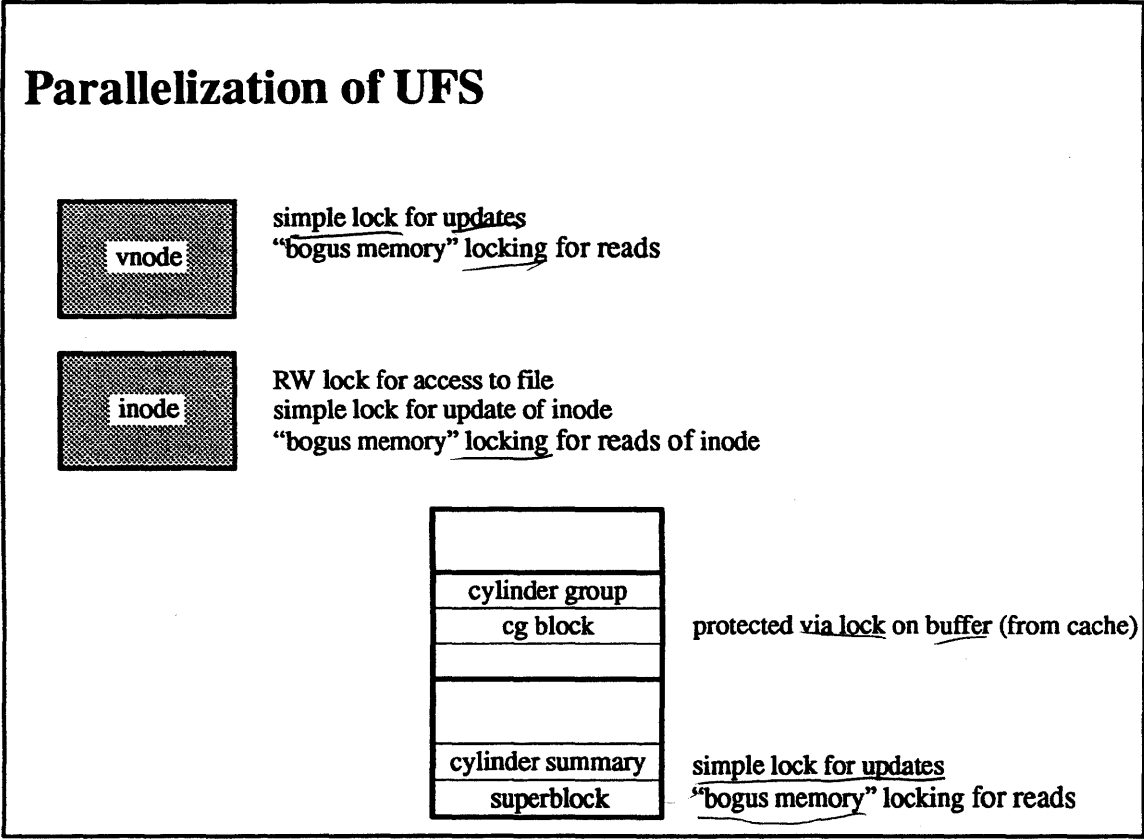 Parallelization of UFS
vnode
simple lock for updates
“bogus memory” locking for reads
inode
RW lock for access to file
simple lock for update of inode
“bogus memory” locking for reads of inode
cylinder group
cg block
protected via lock on buffer (from cache)
cylinder summary
superblock
simple lock for updates
“bogus memory” locking for reads